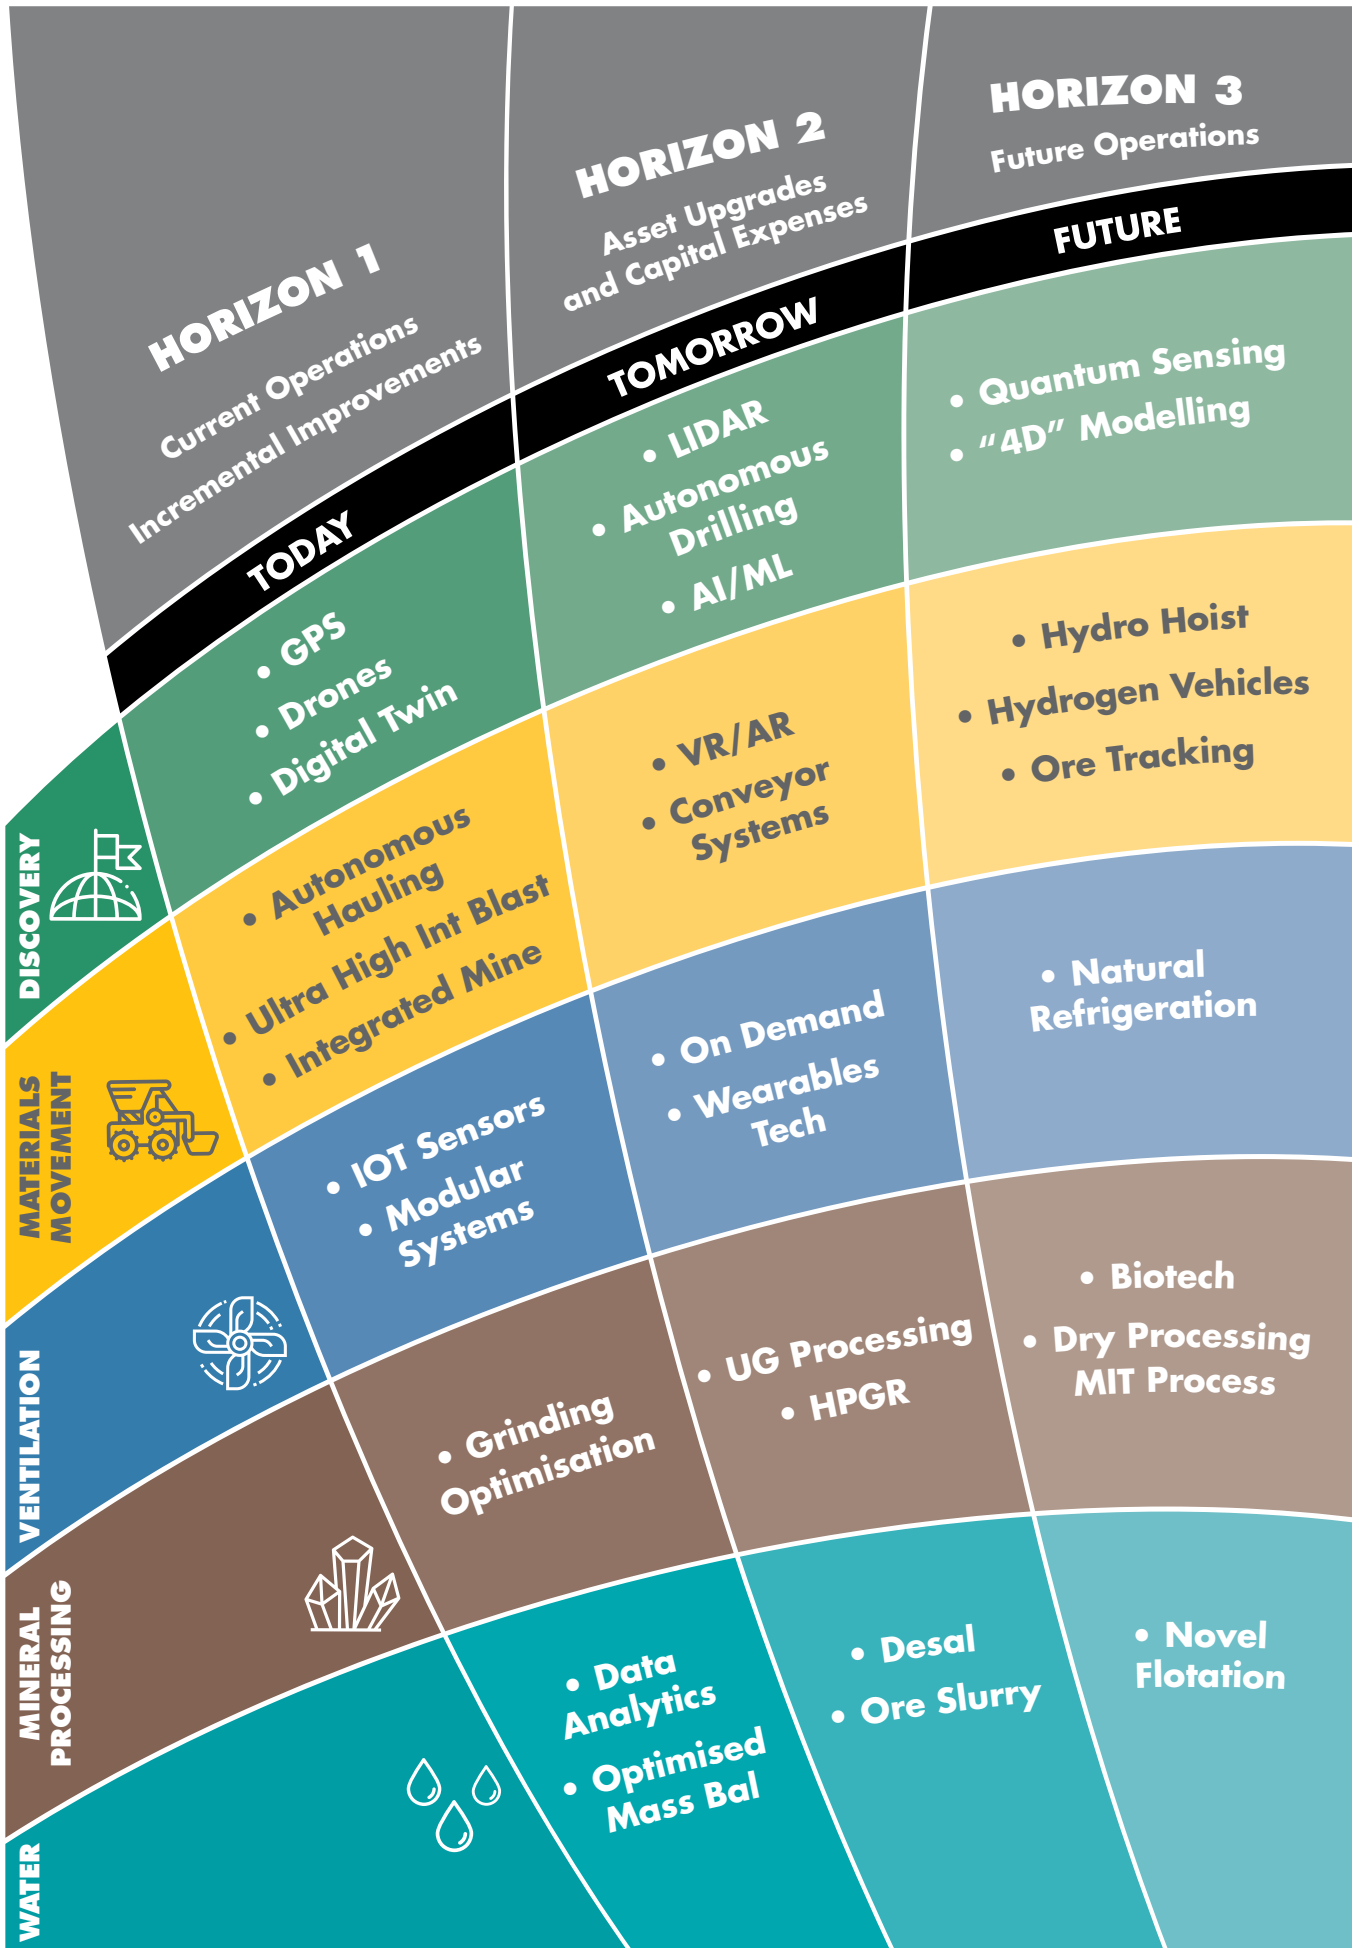 HORIZON 1
Current Operations
Incremental Improvements
HORIZON 2
Asset Upgrades
and Capital Expenses
HORIZON 3
Future Operations
TODAY
TOMORROW
FUTURE
DISCOVERY
• GPS
• Drones
• Digital Twin
• LIDAR
• Autonomous
Drilling
• AI/ML
• Quantum Sensing
• “4D” Modelling
MATERIALS
MOVEMENT
• Autonomous
Hauling
• Ultra High Int Blast
• Integrated Mine
• VR/AR
• Conveyor
Systems
• Hydro Hoist
• Hydrogen Vehicles
• Ore Tracking
VENTILATION
• IOT Sensors
• Modular
Systems
• On Demand
• Wearables
Tech
• Natural
Refrigeration
MINERAL
PROCESSING
• Grinding
Optimisation
• UG Processing
• HPGR
• Biotech
• Dry Processing
MIT Process
WATER
• Data
Analytics
• Optimised
Mass Bal
• Desal
• Ore Slurry
• Novel
Flotation